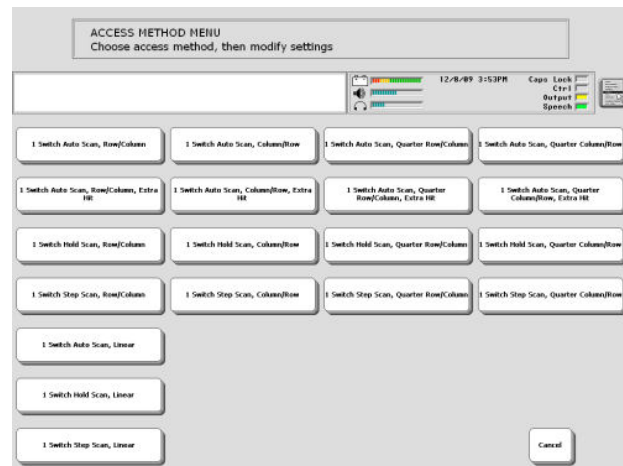 ACCESS METHOD MENU
Choose access method, then modify settings
12/8/09 3:53PM
Caps Lock
Ctrl
Output
Speech
1 Switch Auto Scan, Row/Column
1 Switch Auto Scan, Column/Row
1 Switch Auto Scan, Quarter Row/Column
1 Switch Auto Scan, Quarter Column/Row
1 Switch Auto Scan, Row/Column, Extra
Hit
1 Switch Auto Scan, Column/Row, Extra
Hit
1 Switch Auto Scan, Quarter
Row/Column, Extra Hit
1 Switch Auto Scan, Quarter
Column/Row, Extra Hit
1 Switch Hold Scan, Row/Column
1 Switch Hold Scan, Column/Row
1 Switch Hold Scan, Quarter Row/Column
1 Switch Hold Scan, Quarter Column/Row
1 Switch Step Scan, Row/Column
1 Switch Step Scan, Column/Row
1 Switch Step Scan, Quarter Row/Column
1 Switch Step Scan, Quarter Column/Row
1 Switch Auto Scan, Linear
1 Switch Hold Scan, Linear
1 Switch Step Scan, Linear
Cancel